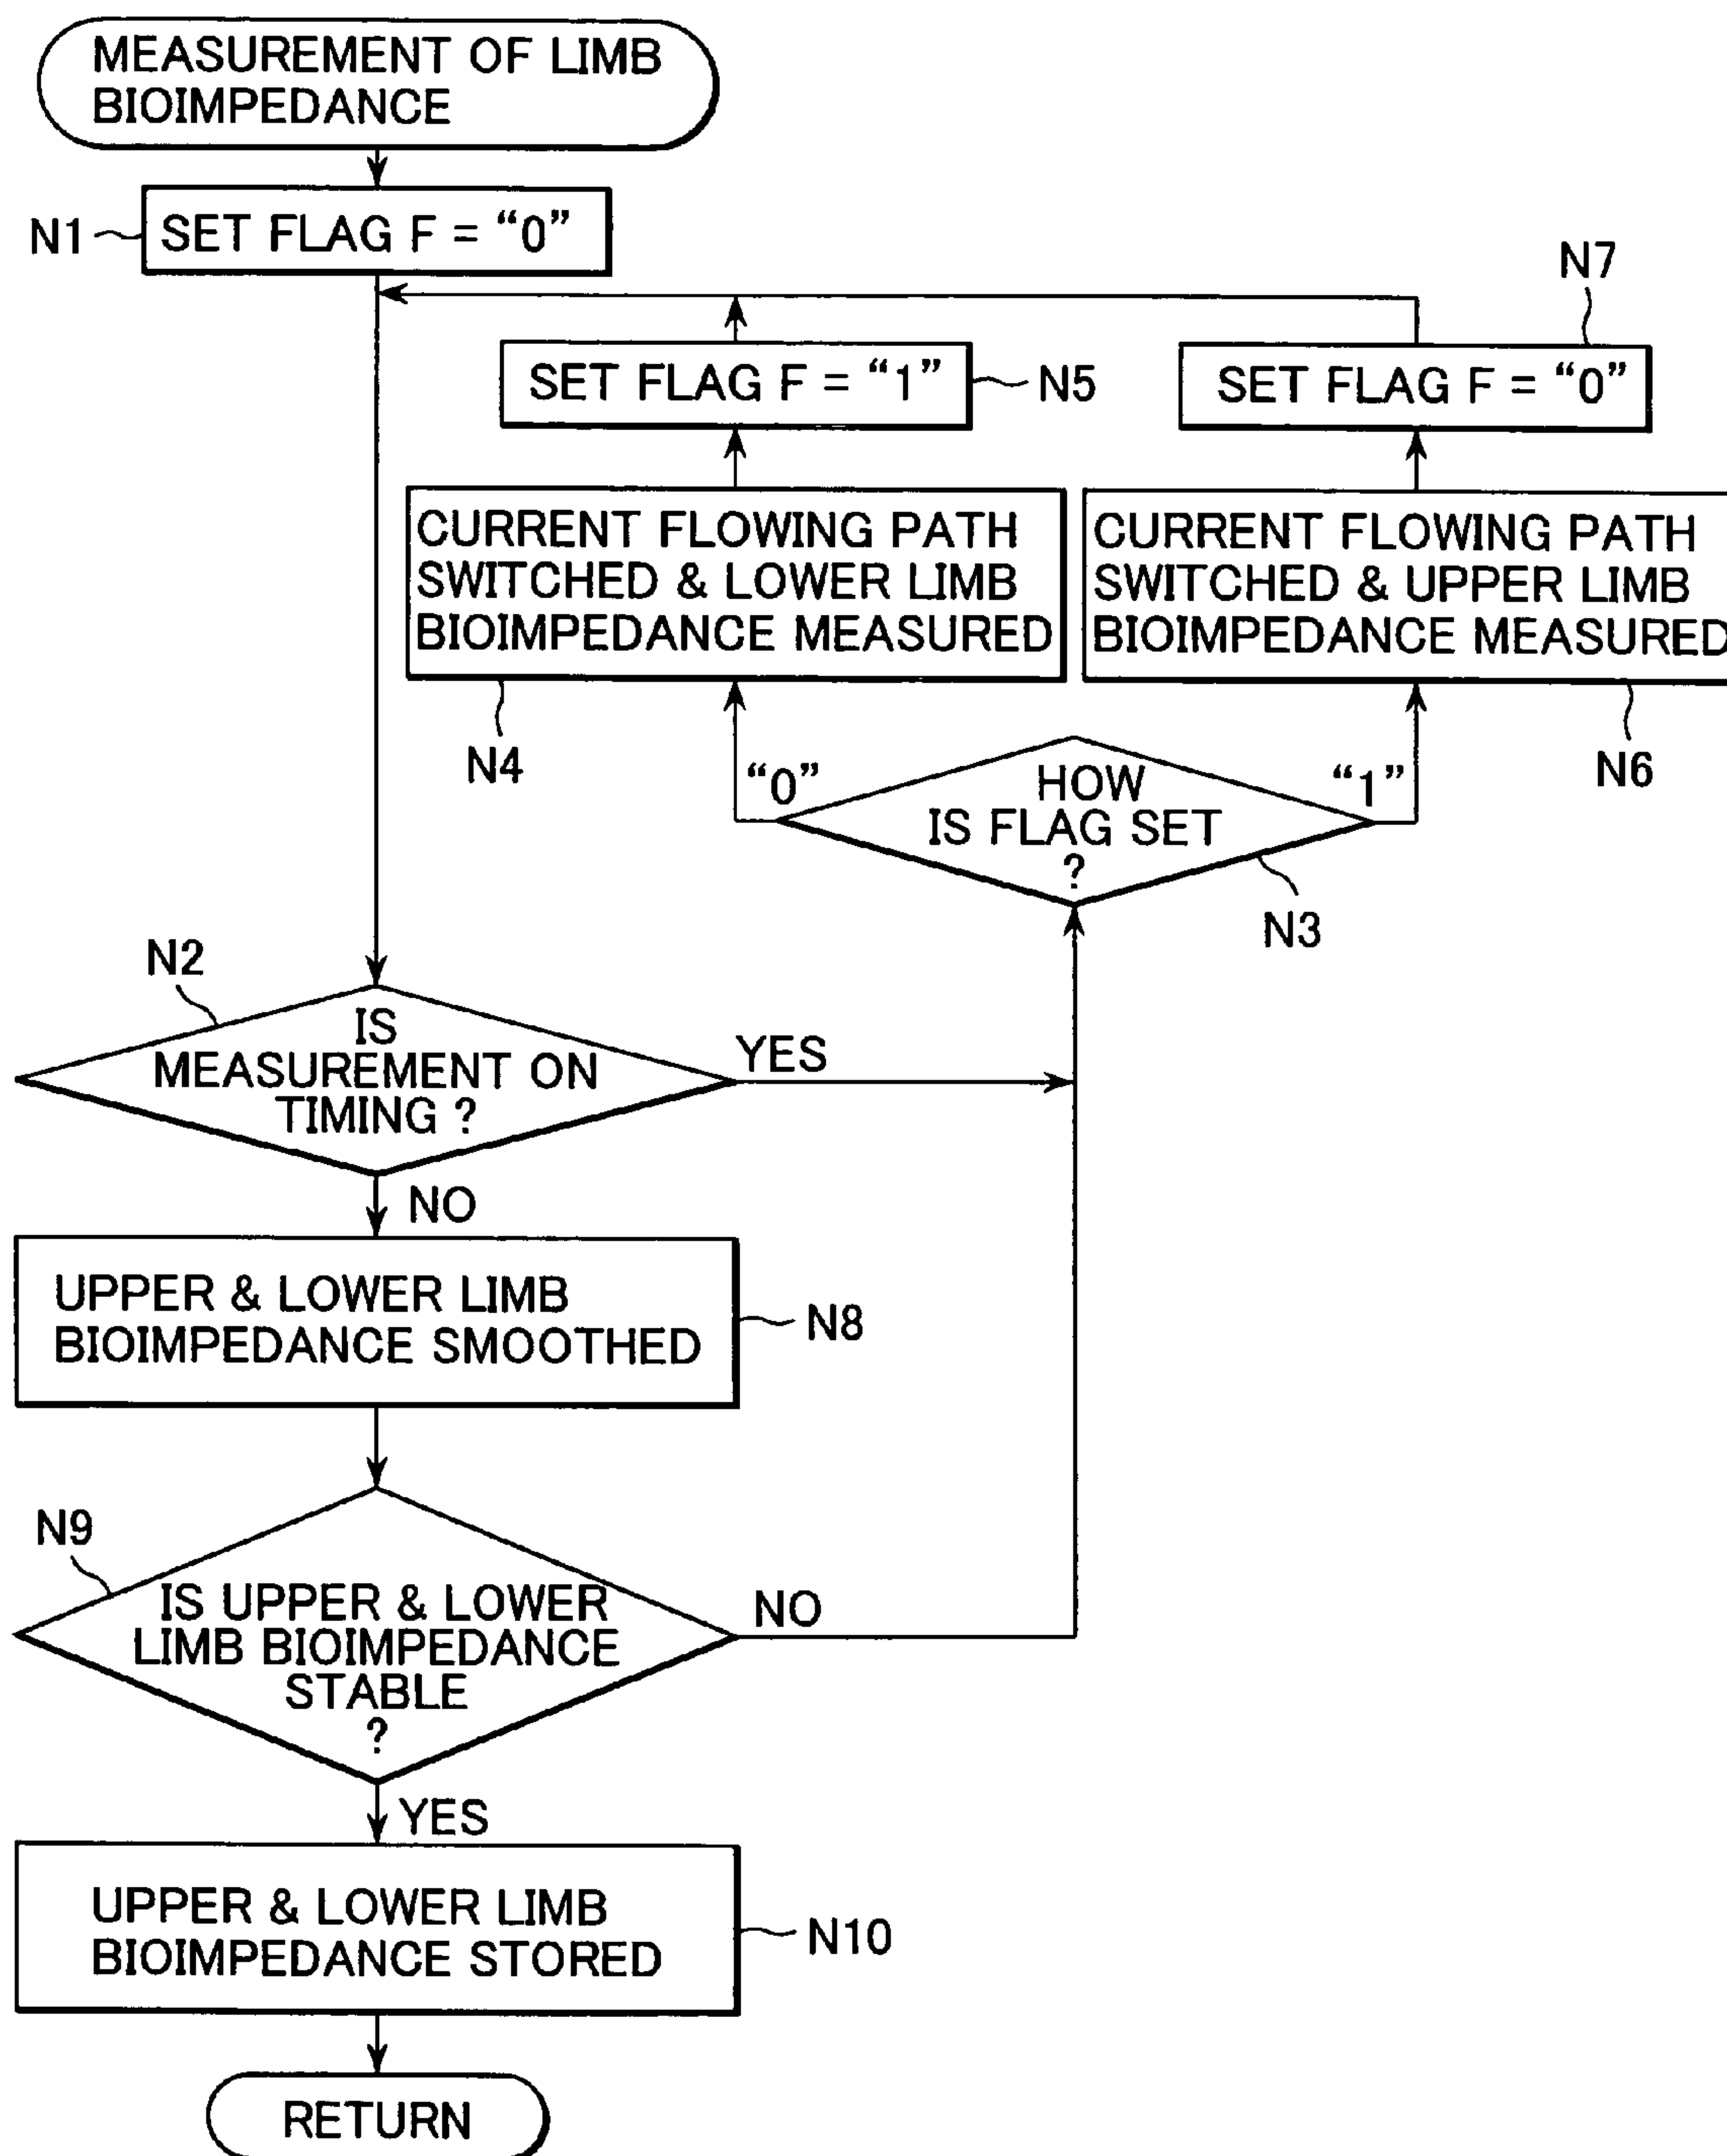 MEASUREMENT OF LIMB
BIOIMPEDANCE
N1
SET FLAG F = “0”
N7
SET FLAG F = “1”
N5
SET FLAG F = “0”
CURRENT FLOWING PATH
SWITCHED & LOWER LIMB
BIOIMPEDANCE MEASURED
CURRENT FLOWING PATH
SWITCHED & UPPER LIMB
BIOIMPEDANCE MEASURED
N4
N6
“0”
HOW
IS FLAG SET
?
“1”
N3
N2
IS
MEASUREMENT ON
TIMING ?
YES
NO
UPPER & LOWER LIMB
BIOIMPEDANCE SMOOTHED
N8
N9
IS UPPER & LOWER
LIMB BIOIMPEDANCE
STABLE
?
NO
YES
UPPER & LOWER LIMB
BIOIMPEDANCE STORED
N10
RETURN